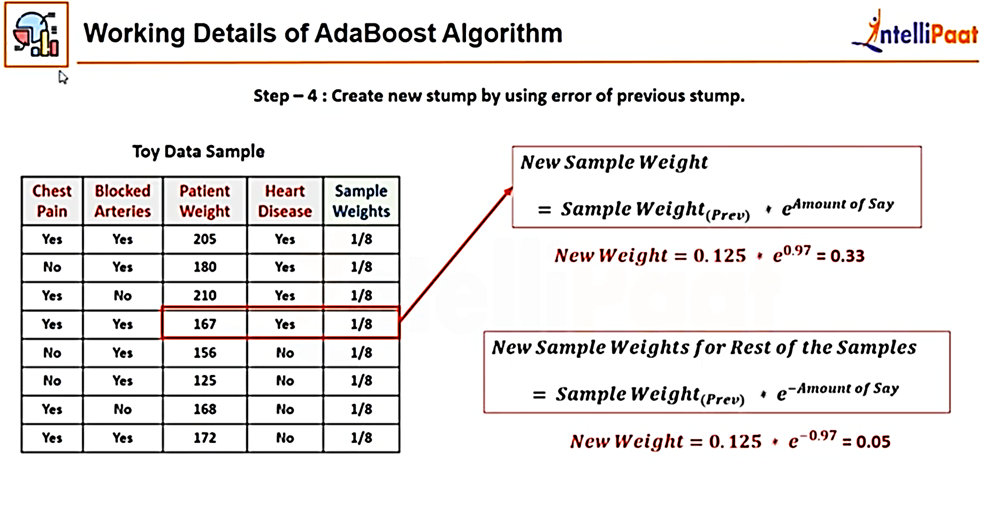 Working Details of AdaBoost Algorithm
IntelliPaat
Step – 4 : Create new stump by using error of previous stump.
Toy Data Sample
Chest Pain Blocked Arteries Patient Weight Heart Disease Sample Weights
Yes Yes 205 Yes 1/8
No Yes 180 Yes 1/8
Yes No 210 Yes 1/8
Yes Yes 167 Yes 1/8
No Yes 156 No 1/8
No Yes 125 No 1/8
Yes No 168 No 1/8
Yes Yes 172 No 1/8
New Sample Weight
= Sample Weight(Prev) * e^Amount of Say
New Weight = 0.125 * e^0.97 = 0.33
New Sample Weights for Rest of the Samples
= Sample Weight(Prev) * e^−Amount of Say
New Weight = 0.125 * e^−0.97 = 0.05